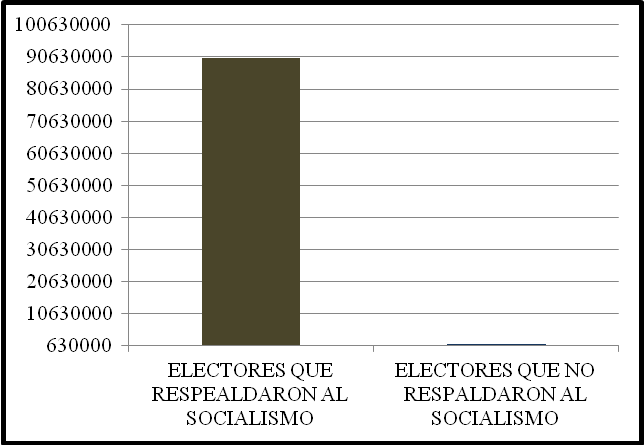 100630000
90630000
80630000
70630000
60630000
50630000
40630000
30630000
20630000
10630000
630000
ELECTORES QUE
RESPEALDARON AL
SOCIALISMO
ELECTORES QUE NO
RESPALDARON AL
SOCIALISMO